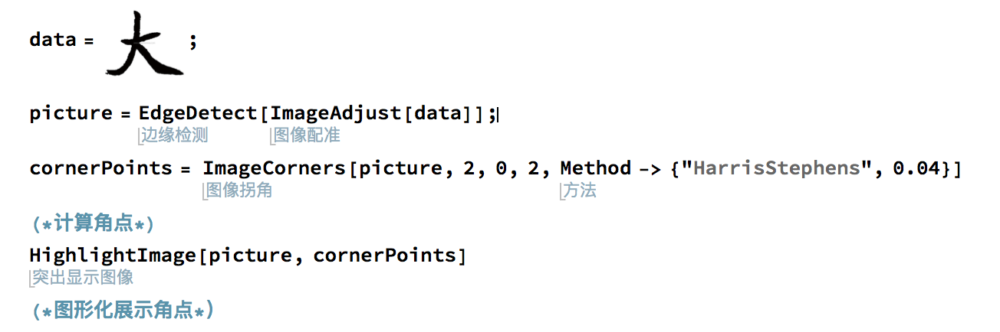 data = 大 ;
picture = EdgeDetect[ImageAdjust[data]];
边缘检测 图像配准
cornerPoints = ImageCorners[picture, 2, 0, 2, Method -> {"HarrisStephens", 0.04}]
图像拐角 方法
(*计算角点*)
HighlightImage[picture, cornerPoints]
突出显示图像
(*图形化展示角点*)